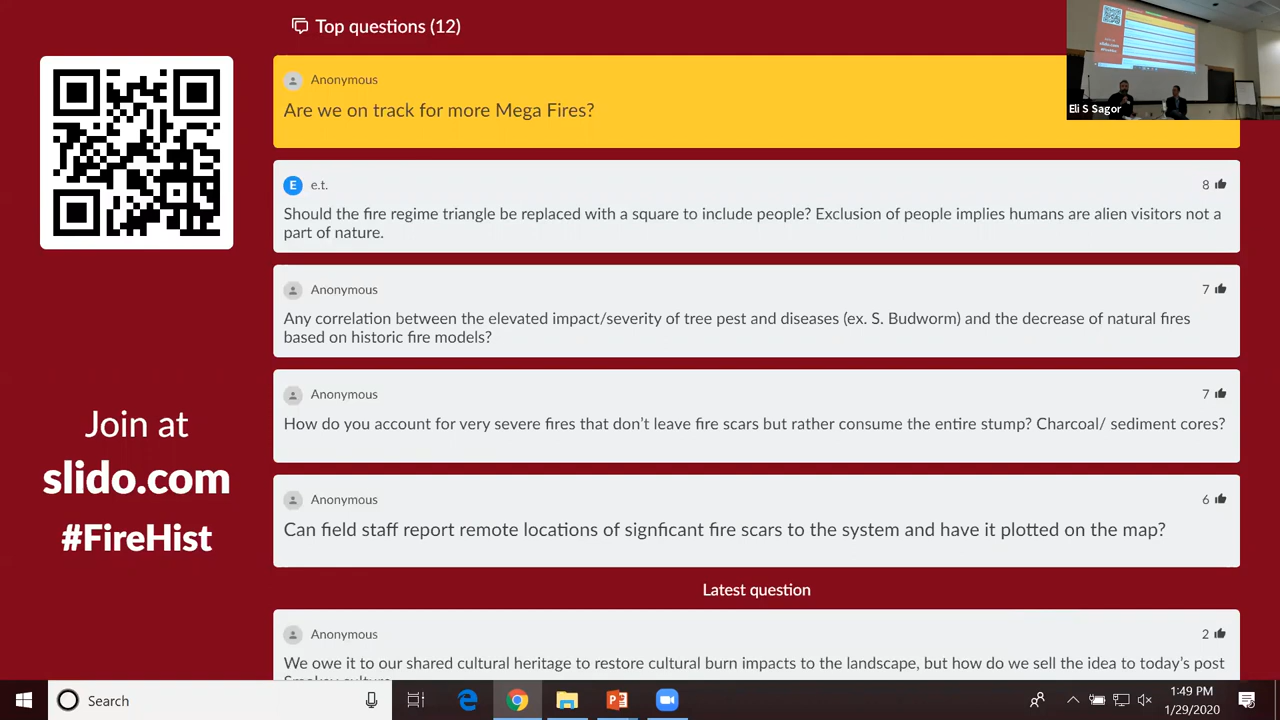 Top questions (12)
Anonymous
Are we on track for more Mega Fires?
Eli S Sagor
E
e.t.
8
Should the fire regime triangle be replaced with a square to include people? Exclusion of people implies humans are alien visitors not a
part of nature.
Anonymous
7
Any correlation between the elevated impact/severity of tree pest and diseases (ex. S. Budworm) and the decrease of natural fires
based on historic fire models?
Anonymous
7
How do you account for very severe fires that don't leave fire scars but rather consume the entire stump? Charcoal/ sediment cores?
Anonymous
6
Can field staff report remote locations of signficant fire scars to the system and have it plotted on the map?
Latest question
Anonymous
2
We owe it to our shared cultural heritage to restore cultural burn impacts to the landscape, but how do we sell the idea to today's post
Join at
slido.com
#FireHist
Search
1:49 PM
1/29/2020